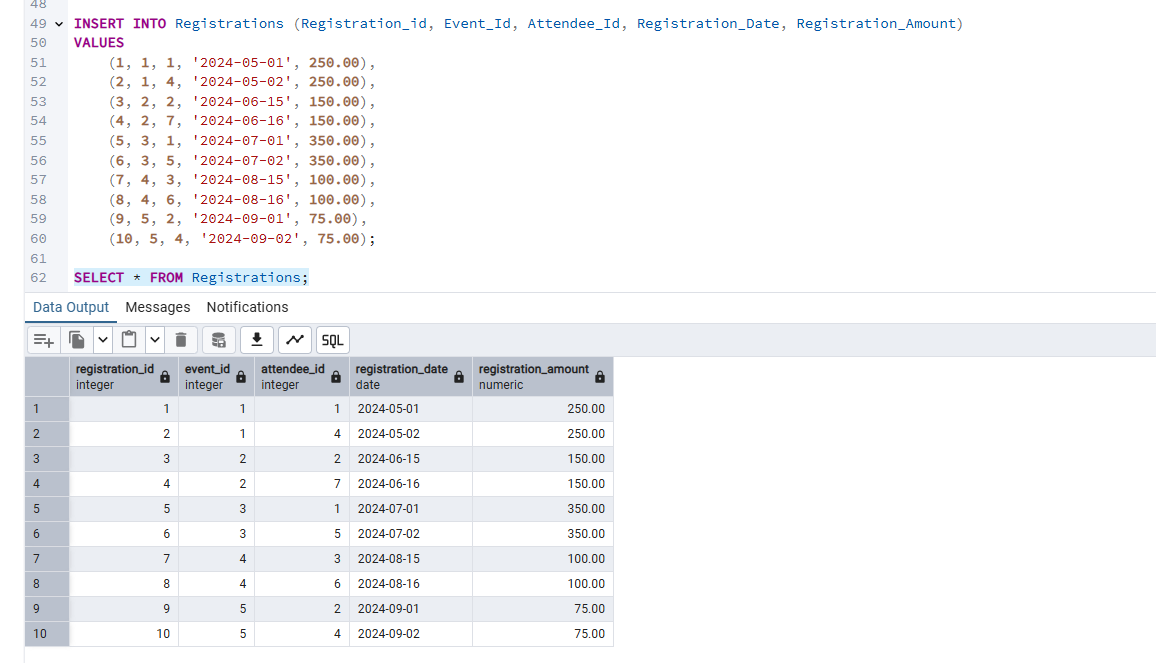 48
49 INSERT INTO Registrations (Registration_id, Event_Id, Attendee_Id, Registration_Date, Registration_Amount)
50 VALUES
51 (1, 1, 1, '2024-05-01', 250.00),
52 (2, 1, 4, '2024-05-02', 250.00),
53 (3, 2, 2, '2024-06-15', 150.00),
54 (4, 2, 7, '2024-06-16', 150.00),
55 (5, 3, 1, '2024-07-01', 350.00),
56 (6, 3, 5, '2024-07-02', 350.00),
57 (7, 4, 3, '2024-08-15', 100.00),
58 (8, 4, 6, '2024-08-16', 100.00),
59 (9, 5, 2, '2024-09-01', 75.00),
60 (10, 5, 4, '2024-09-02', 75.00);
61
62 SELECT * FROM Registrations;
Data Output Messages Notifications
SQL
registration_id event_id attendee_id registration_date registration_amount
integer integer integer date numeric
1 1 1 1 2024-05-01 250.00
2 2 1 4 2024-05-02 250.00
3 3 2 2 2024-06-15 150.00
4 4 2 7 2024-06-16 150.00
5 5 3 1 2024-07-01 350.00
6 6 3 5 2024-07-02 350.00
7 7 4 3 2024-08-15 100.00
8 8 4 6 2024-08-16 100.00
9 9 5 2 2024-09-01 75.00
10 10 5 4 2024-09-02 75.00